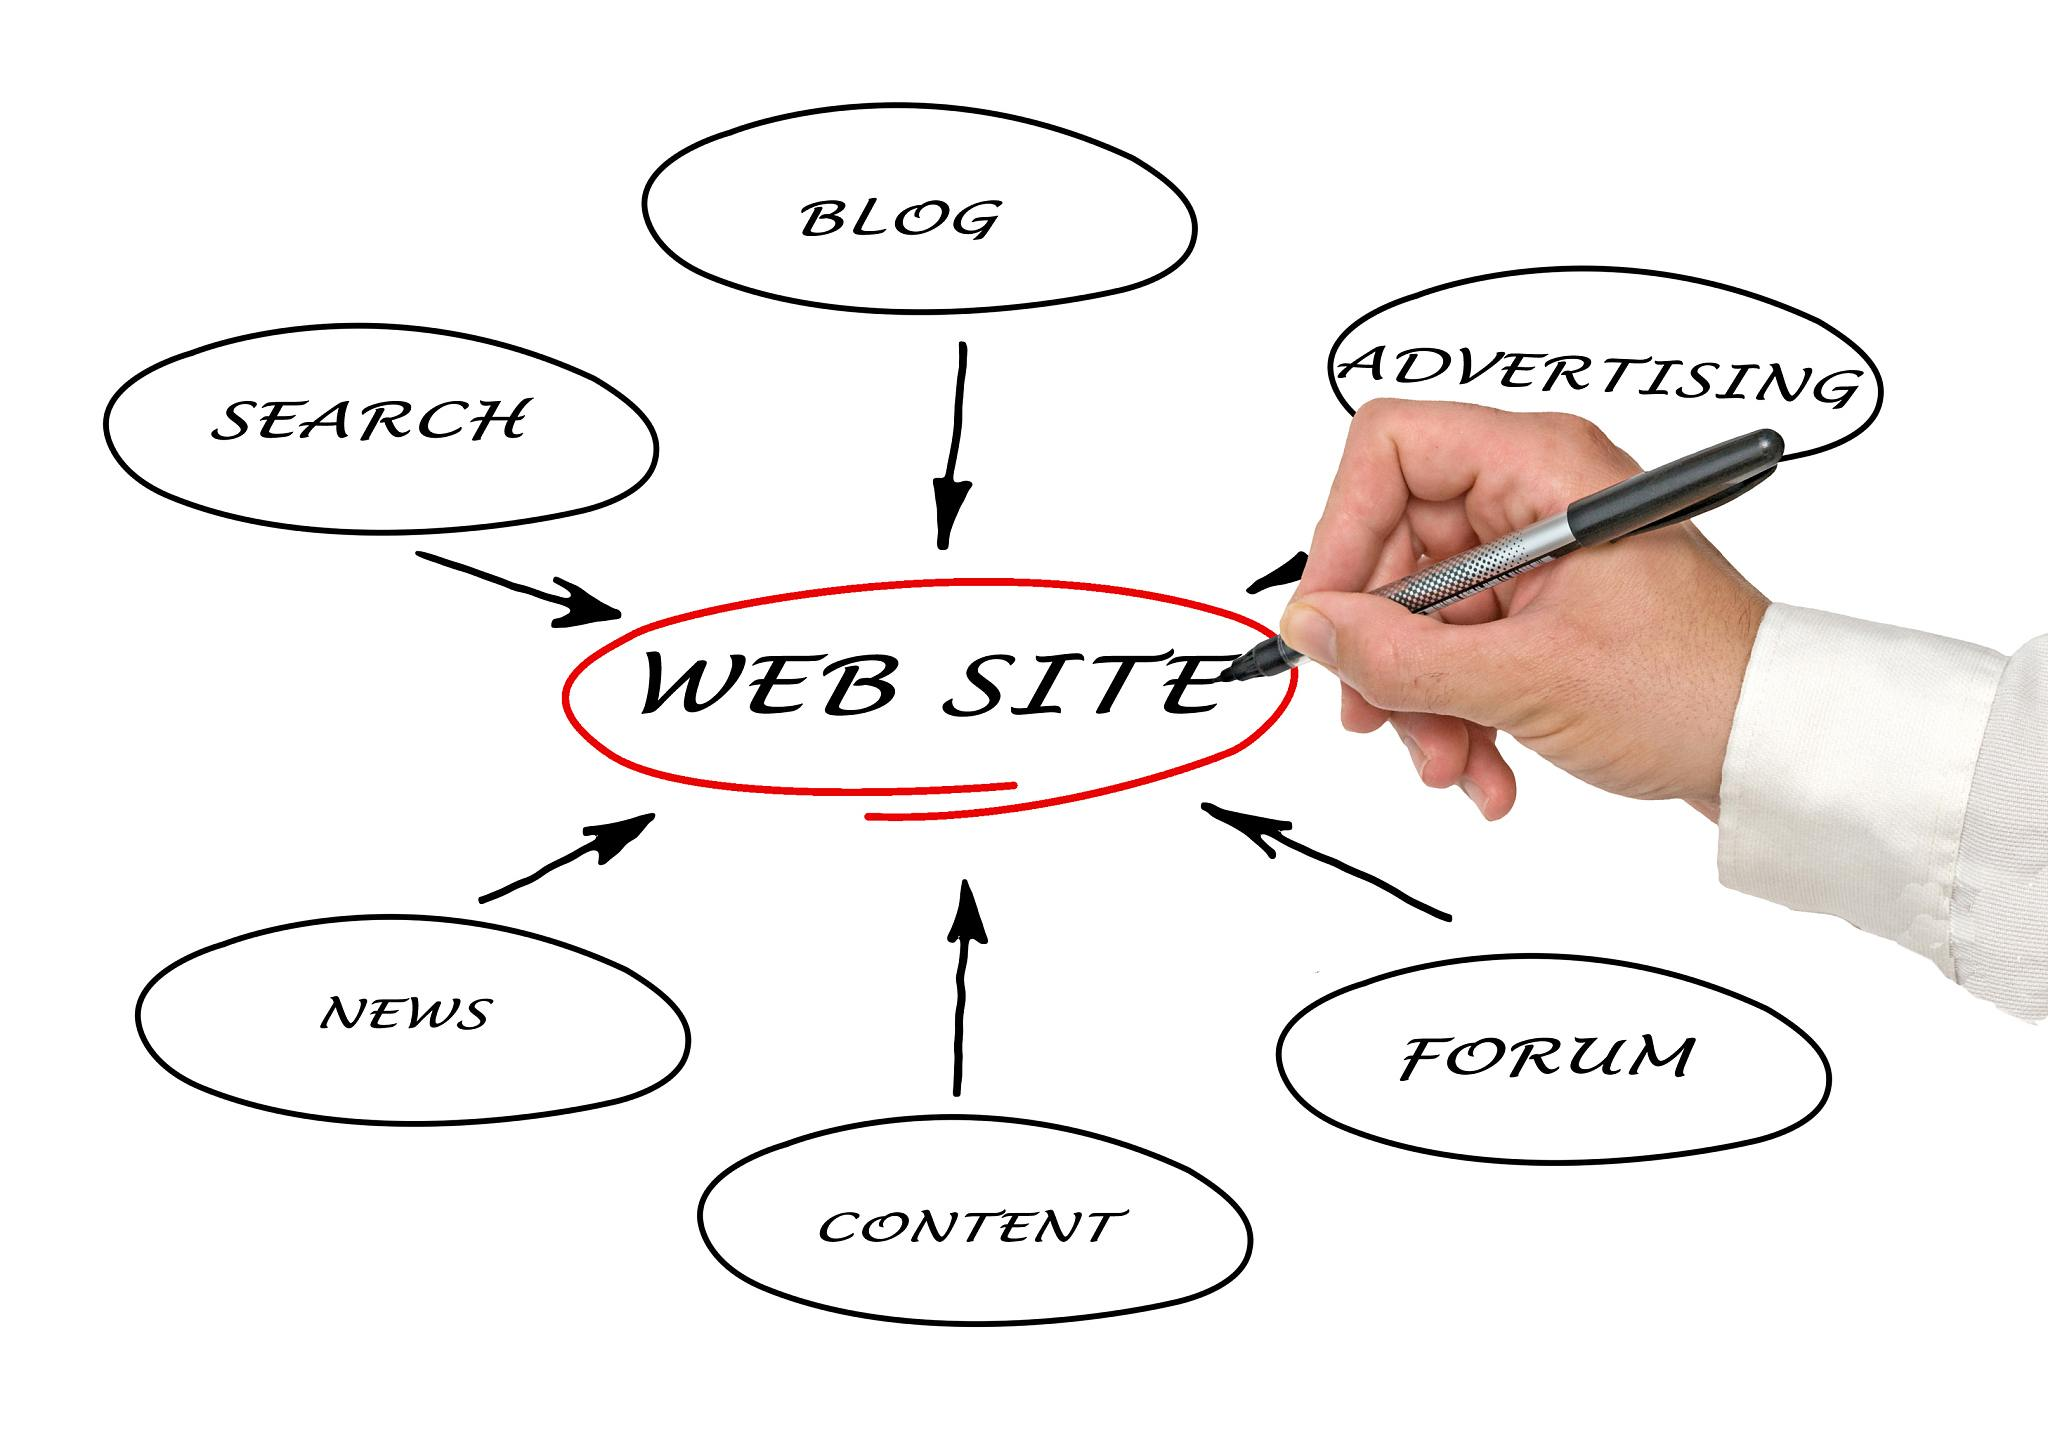 BLOG
ADVERTISING
SEARCH
WEB SITE
NEWS
FORUM
CONTENT